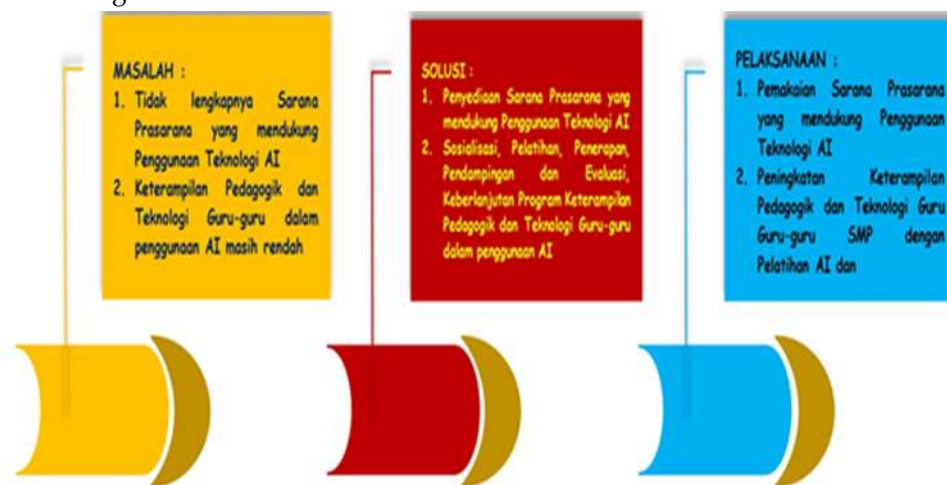 MASALAH :
1. Tidak lengkapnya Sarana
Prasarana yang mendukung
Penggunaan Teknologi AI
2. Keterampilan Pedagogik dan
Teknologi Guru-guru dalam
penggunaan AI masih rendah
SOLUSI :
1. Penyediaan Sarana Prasarana yang
mendukung Penggunaan Teknologi AI
2. Sosialisasi, Pelatihan, Penerapan,
Pendampingan dan Evaluasi,
Keberlanjutan Program Keterampilan
Pedagogik dan Teknologi Guru-guru
dalam penggunaan AI
PELAKSANAAN :
1. Pemakaian Sarana Prasarana
yang mendukung Penggunaan
Teknologi AI
2. Peningkatan Keterampilan
Pedagogik dan Teknologi Guru
Guru-guru SMP dengan
Pelatihan AI dan